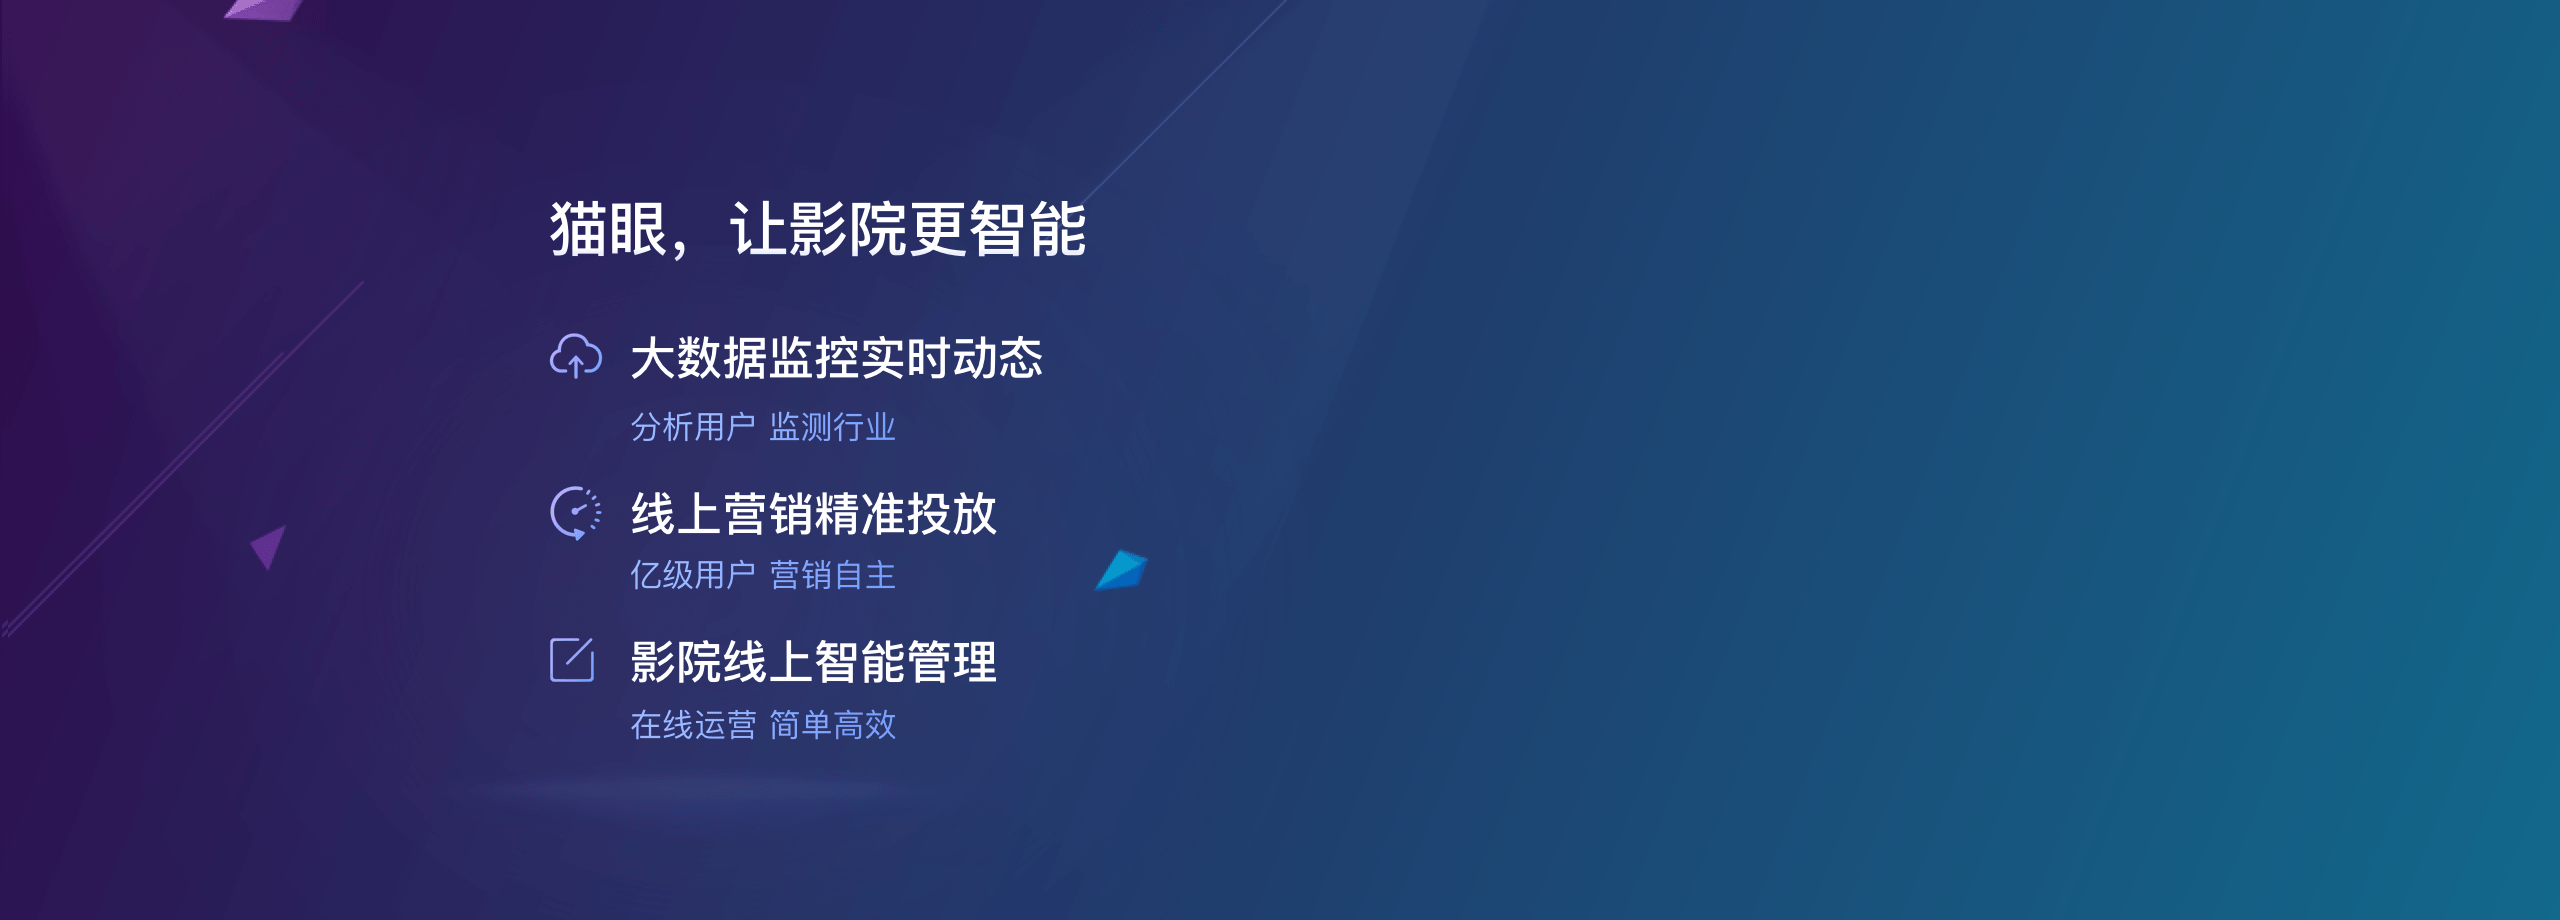 猫眼，让影院更智能
大数据监控实时动态
分析用户 监测行业
线上营销精准投放
亿级用户 营销自主
影院线上智能管理
在线运营 简单高效